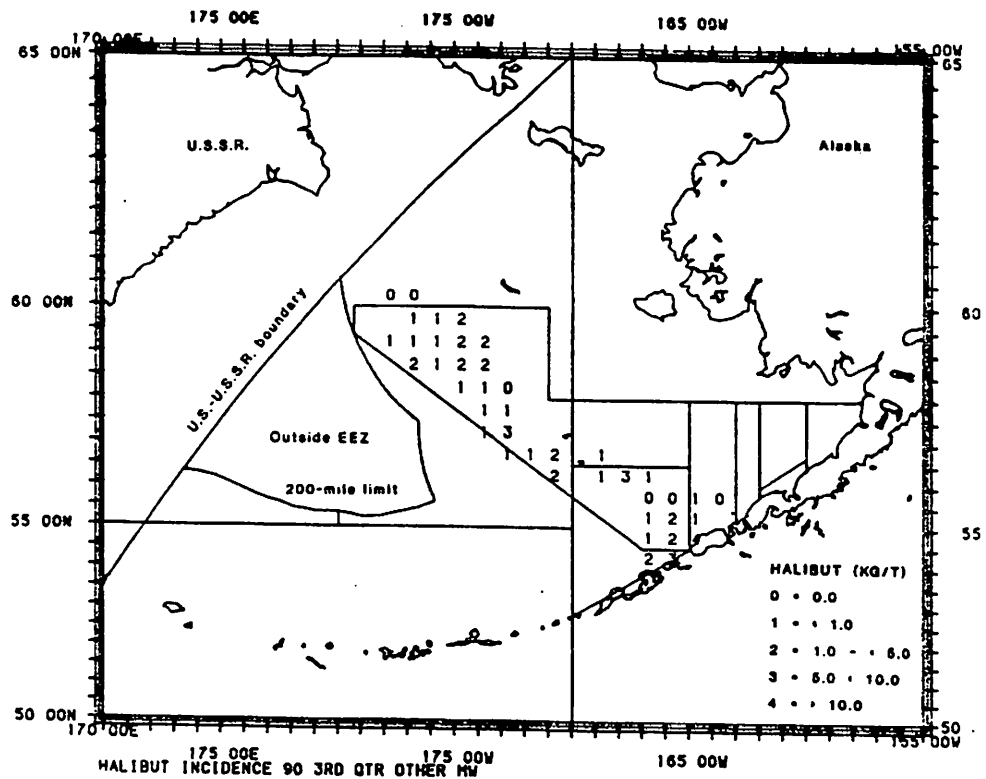 175 00E 175 00W 165 00W
170 00E 155 00W
65 00N 65
U.S.S.R. Alaska
60 00N 60
0 0
1 1 2
1 1 1 2 2
2 1 2 2
1 1 0
1 1
1 3
U.S.-U.S.S.R. boundary
Outside EEZ
1 1 2 1
2 1 3 1
200-mile limit
0 0 1 0
1 2 1
55 00N 55
1 2
2 3
HALIBUT (KG/T)
0 = 0.0
1 = < 1.0
2 = 1.0 - < 5.0
3 = 5.0 < 10.0
4 = > 10.0
50 00N 50
170 00E 155 00W
175 00E 175 00W 165 00W
HALIBUT INCIDENCE 90 3RD QTR OTHER MW